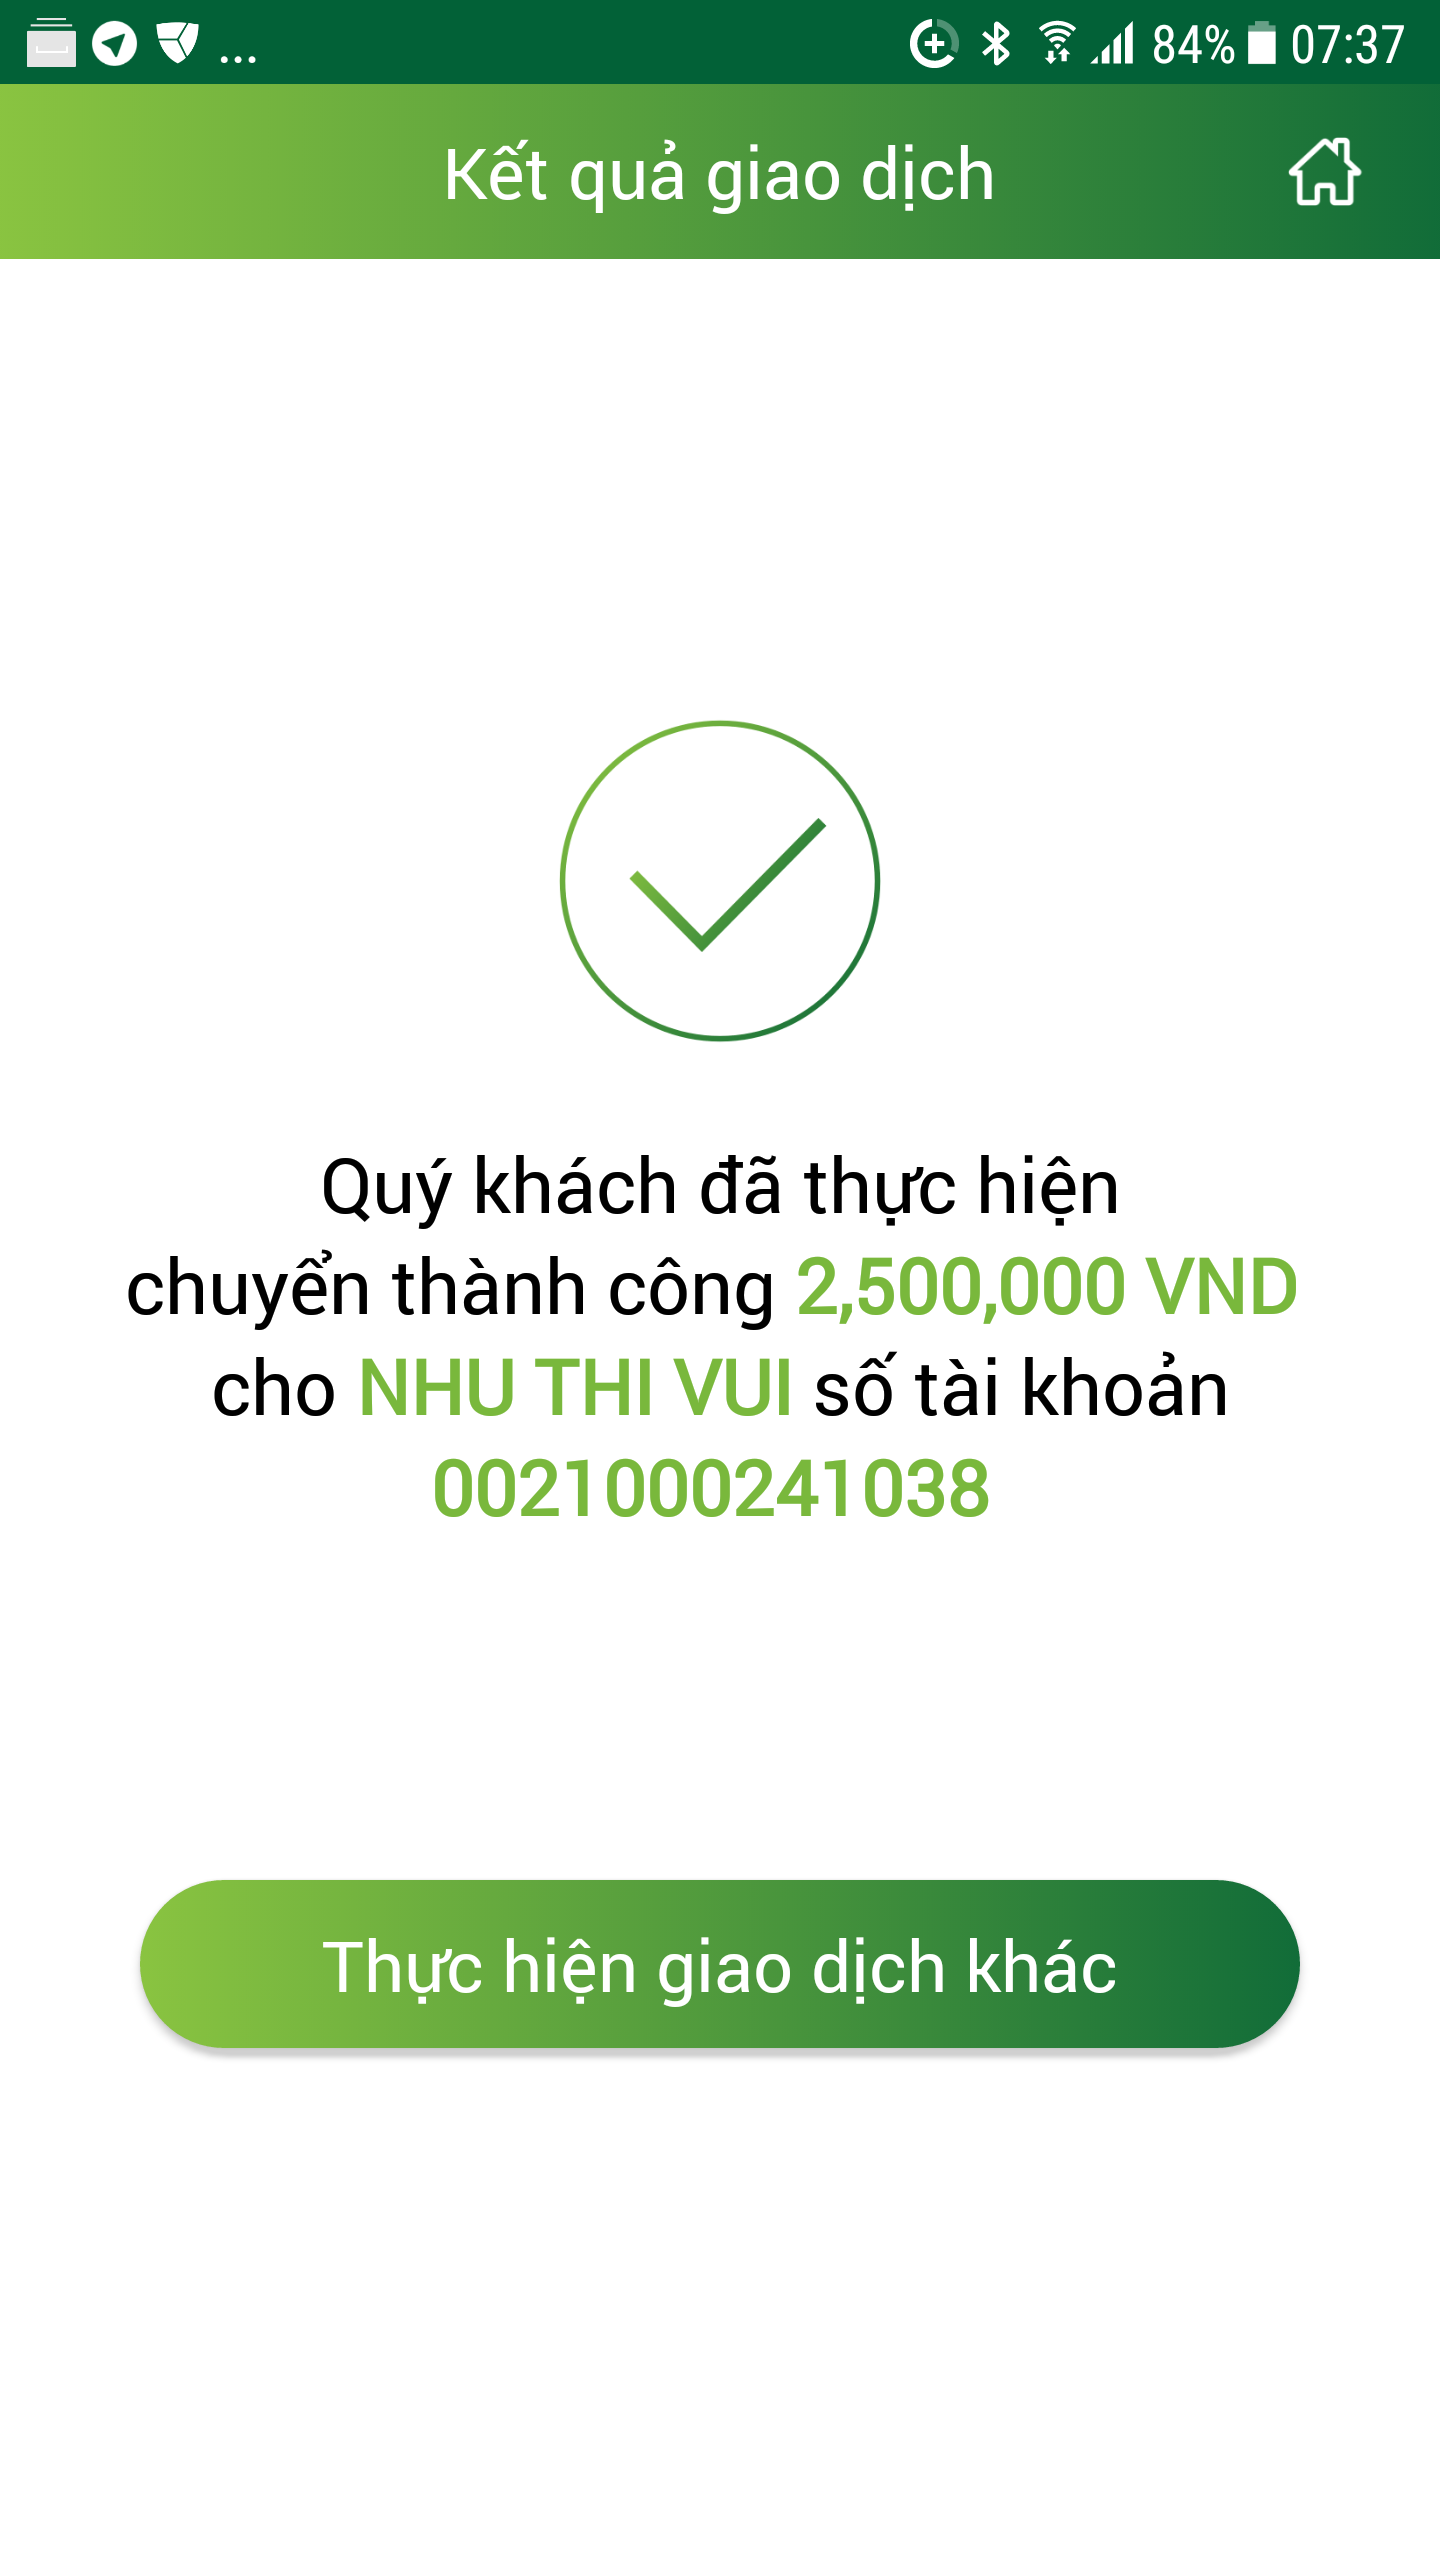 ... 84% 07:37
Kết quả giao dịch
Quý khách đã thực hiện
chuyển thành công 2,500,000 VND
cho NHU THI VUI số tài khoản
0021000241038
Thực hiện giao dịch khác